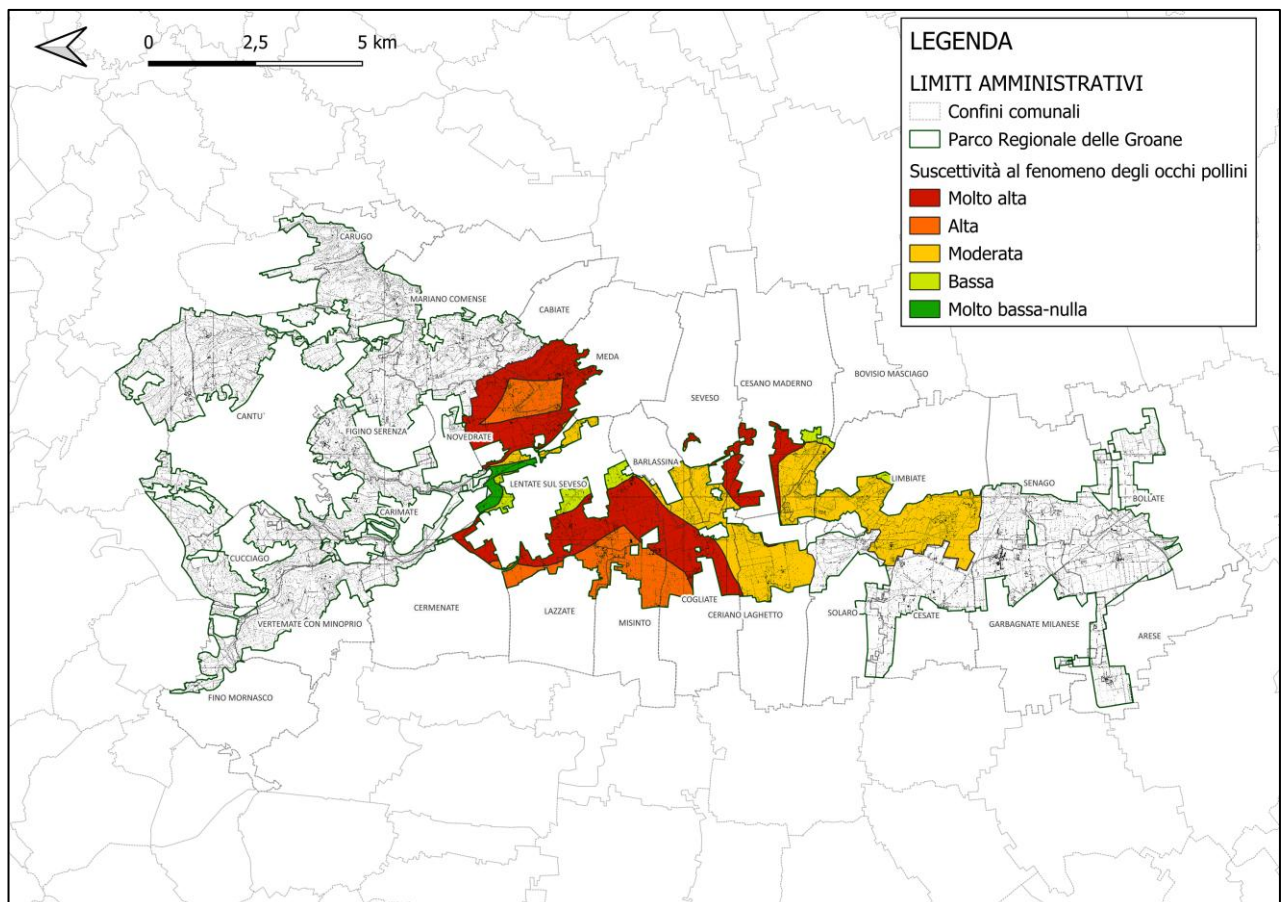 0 2,5 5 km
LEGENDA
LIMITI AMMINISTRATIVI
Confini comunali
Parco Regionale delle Groane
Suscettività al fenomeno degli occhi pollini
Molto alta
Alta
Moderata
Bassa
Molto bassa-nulla
CARUGO
MARIANO COMENSE
CABIATE
MEDA
CESANO MADERNO
BOVISIO MASCIAGO
SEVESO
CANTU'
FIGINO SERENZA
NOVEDRATE
BARLASSINA
LENTATE SUL SEVESO
LIMBIATE
SENAGO
BOLLATE
CARIMATE
CUCCIAGO
CERMENATE
LAZZATE
MISINTO
COGLIATE
CERIANO LAGHETTO
SOLARO
CESATE
GARBAGNATE MILANESE
ARESE
VERTEMATE CON MINOPRIO
FINO MORNASCO